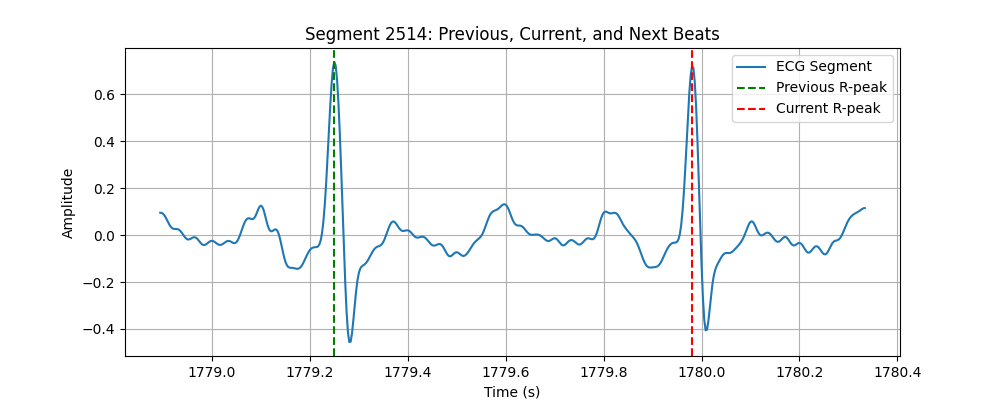 Segment 2514: Previous, Current, and Next Beats
ECG Segment
Previous R-peak
Current R-peak
Amplitude
0.6
0.4
0.2
0.0
−0.2
−0.4
1779.0 1779.2 1779.4 1779.6 1779.8 1780.0 1780.2 1780.4
Time (s)